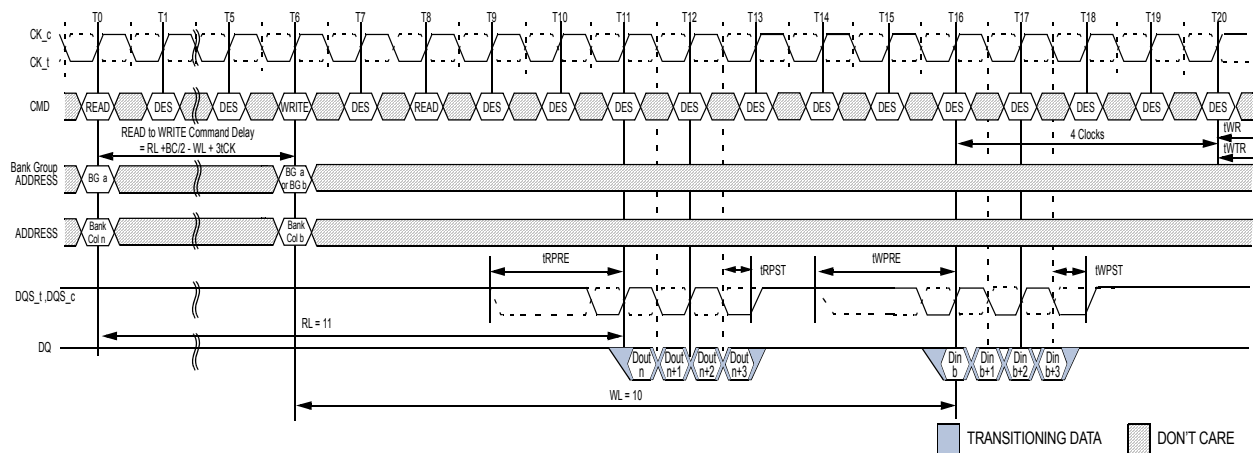 T0 T1 T5 T6 T7 T8 T9 T10 T11 T12 T13 T14 T15 T16 T17 T18 T19 T20
CK_c
CK_t
CMD READ DES DES WRITE DES READ DES DES DES DES DES DES DES DES DES DES DES DES
READ to WRITE Command Delay
= RL +BC/2 - WL + 3tCK
4 Clocks
tWR
tWTR
Bank Group
ADDRESS
BG a
BG a
or BG b
ADDRESS
Bank
Col n
Bank
Col b
tRPRE
tRPST
tWPRE
tWPST
DQS_t ,DQS_c
RL = 11
DQ
Dout
n
Dout
n+1
Dout
n+2
Dout
n+3
Din
b
Din
b+1
Din
b+2
Din
b+3
WL = 10
TRANSITIONING DATA
DON'T CARE